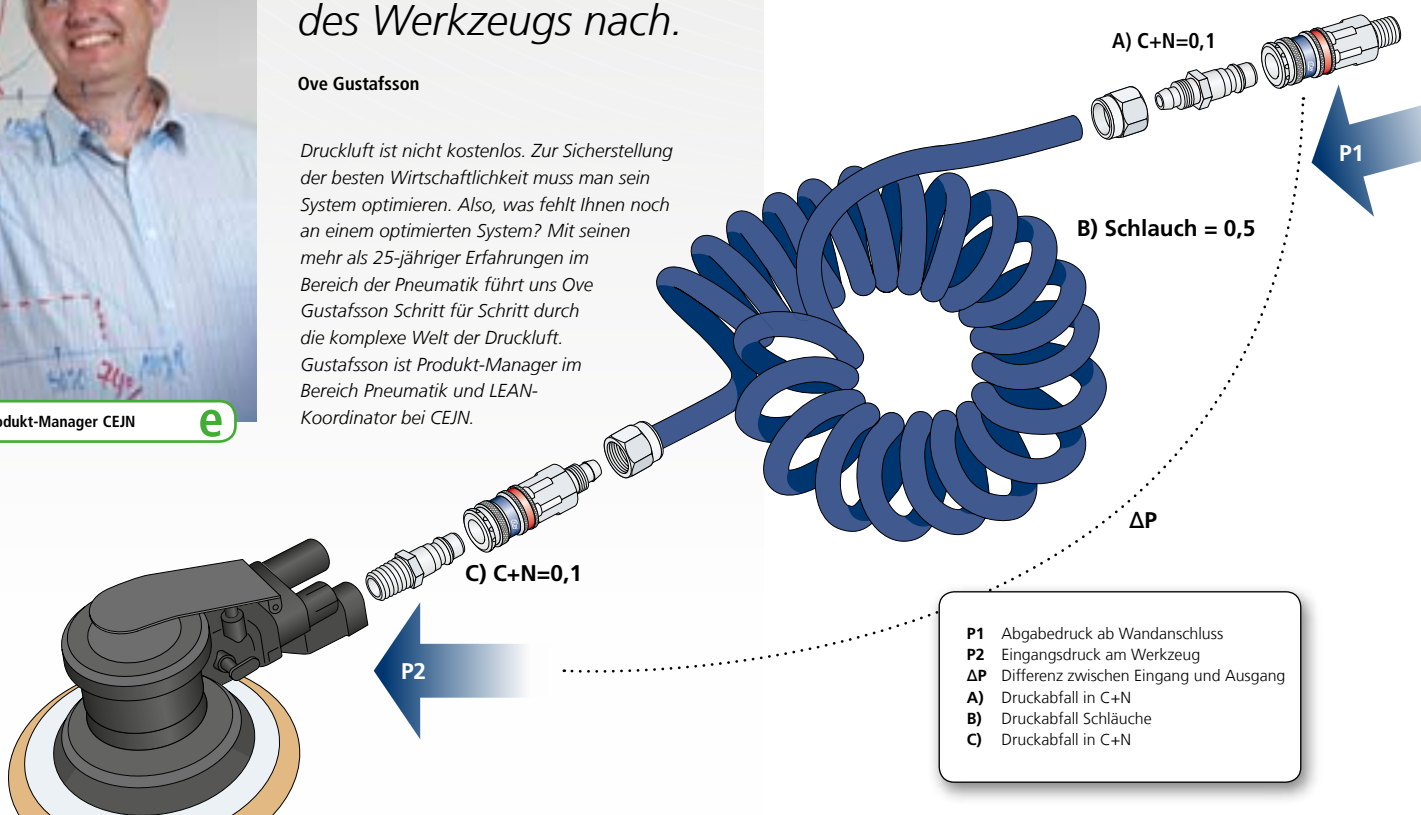 des Werkzeugs nach.
Ove Gustafsson
Druckluft ist nicht kostenlos. Zur Sicherstellung
der besten Wirtschaftlichkeit muss man sein
System optimieren. Also, was fehlt Ihnen noch
an einem optimierten System? Mit seinen
mehr als 25-jähriger Erfahrungen im
Bereich der Pneumatik führt uns Ove
Gustafsson Schritt für Schritt durch
die komplexe Welt der Druckluft.
Gustafsson ist Produkt-Manager im
Bereich Pneumatik und LEAN-
Koordinator bei CEJN.
odukt-Manager CEJN
e
A) C+N=0,1
P1
B) Schlauch = 0,5
ΔP
C) C+N=0,1
P2
P1 Abgabedruck ab Wandanschluss
P2 Eingangsdruck am Werkzeug
ΔP Differenz zwischen Eingang und Ausgang
A) Druckabfall in C+N
B) Druckabfall Schläuche
C) Druckabfall in C+N